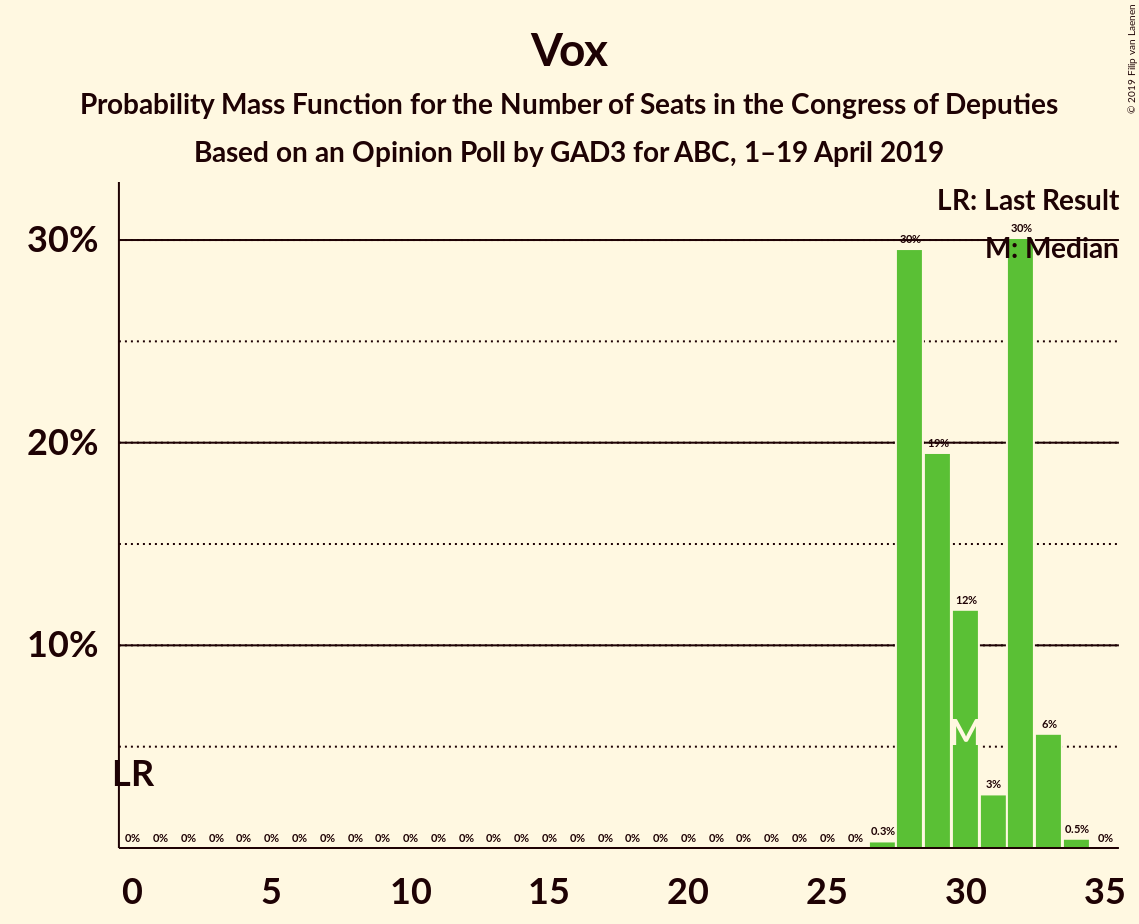 Vox
Probability Mass Function for the Number of Seats in the Congress of Deputies
Based on an Opinion Poll by GAD3 for ABC, 1–19 April 2019
© 2019 Filip van Laenen
LR: Last Result
M: Median
30%
20%
10%
30%
30%
19%
12%
M
6%
3%
LR
0% 0% 0% 0% 0% 0% 0% 0% 0% 0% 0% 0% 0% 0% 0% 0% 0% 0% 0% 0% 0% 0% 0% 0% 0% 0% 0% 0.3% 0.5% 0%
0 5 10 15 20 25 30 35